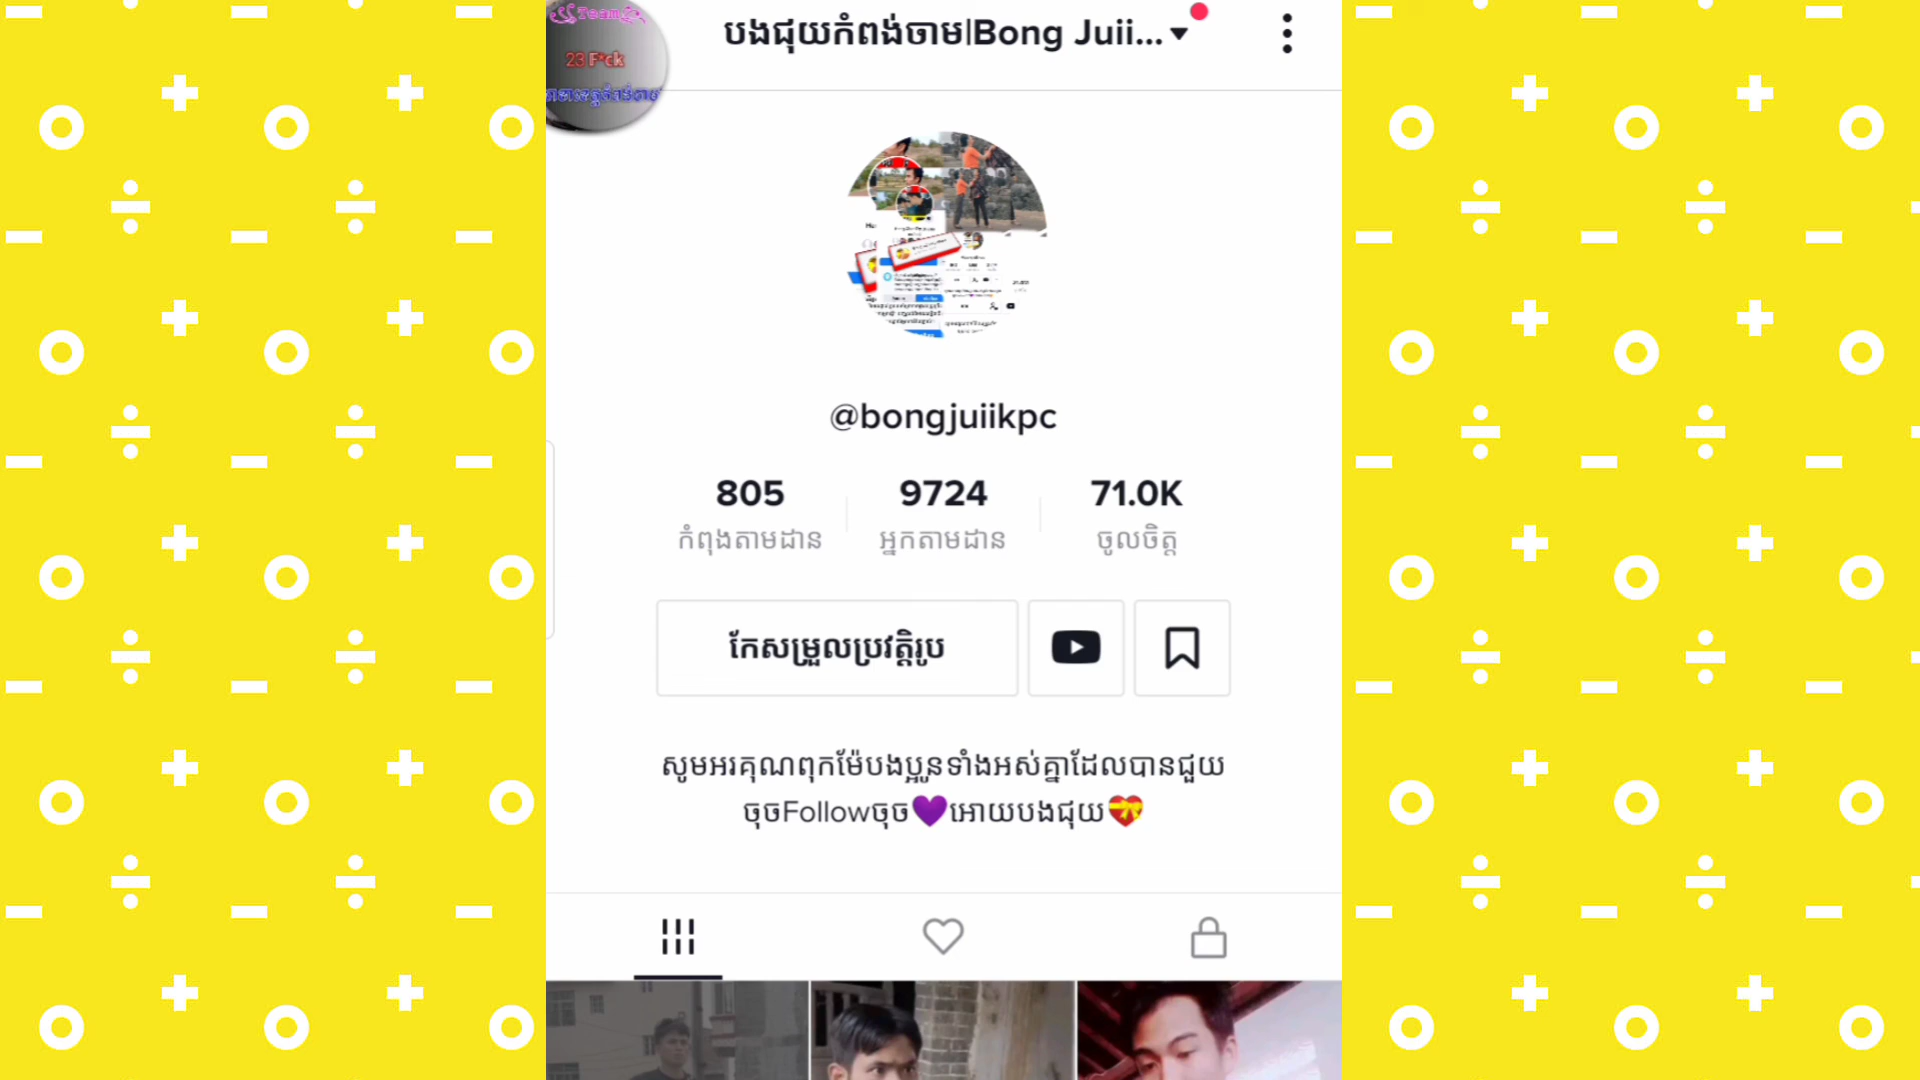 Team
23 F*ck
បងជុយកំពង់ចាម|Bong Juii...
@bongjuiikpc
805 9724 71.0K
កំពុងតាមដាន អ្នកតាមដាន ចូលចិត្ត
កែសម្រួលប្រវត្តិរូប
សូមអរគុណពុកម៉ែបងប្អូនទាំងអស់គ្នាដែលបានជួយ
ចុចFollowចុច💜អោយបងជុយ💝